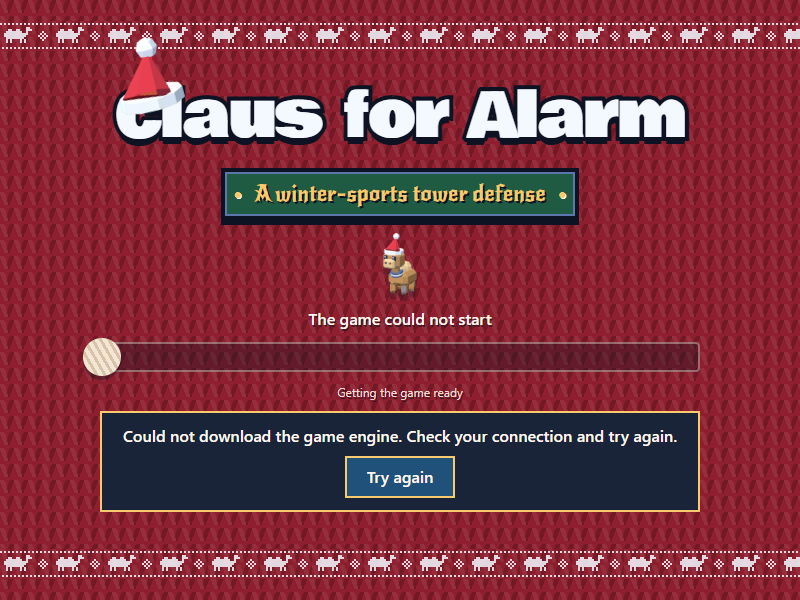 Claus for Alarm
• A winter-sports tower defense •
The game could not start
Getting the game ready
Could not download the game engine. Check your connection and try again.
Try again